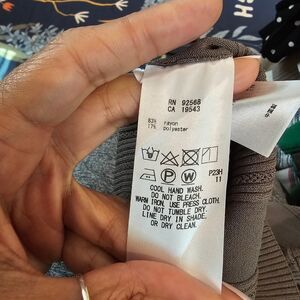 RN 92568
CA 19543
83% rayon
17% polyester
P W
P23H
11
COOL HAND WASH.
DO NOT BLEACH.
WARM IRON. USE PRESS CLOTH.
DO NOT TUMBLE DRY.
LINE DRY IN SHADE,
OR DRY CLEAN.